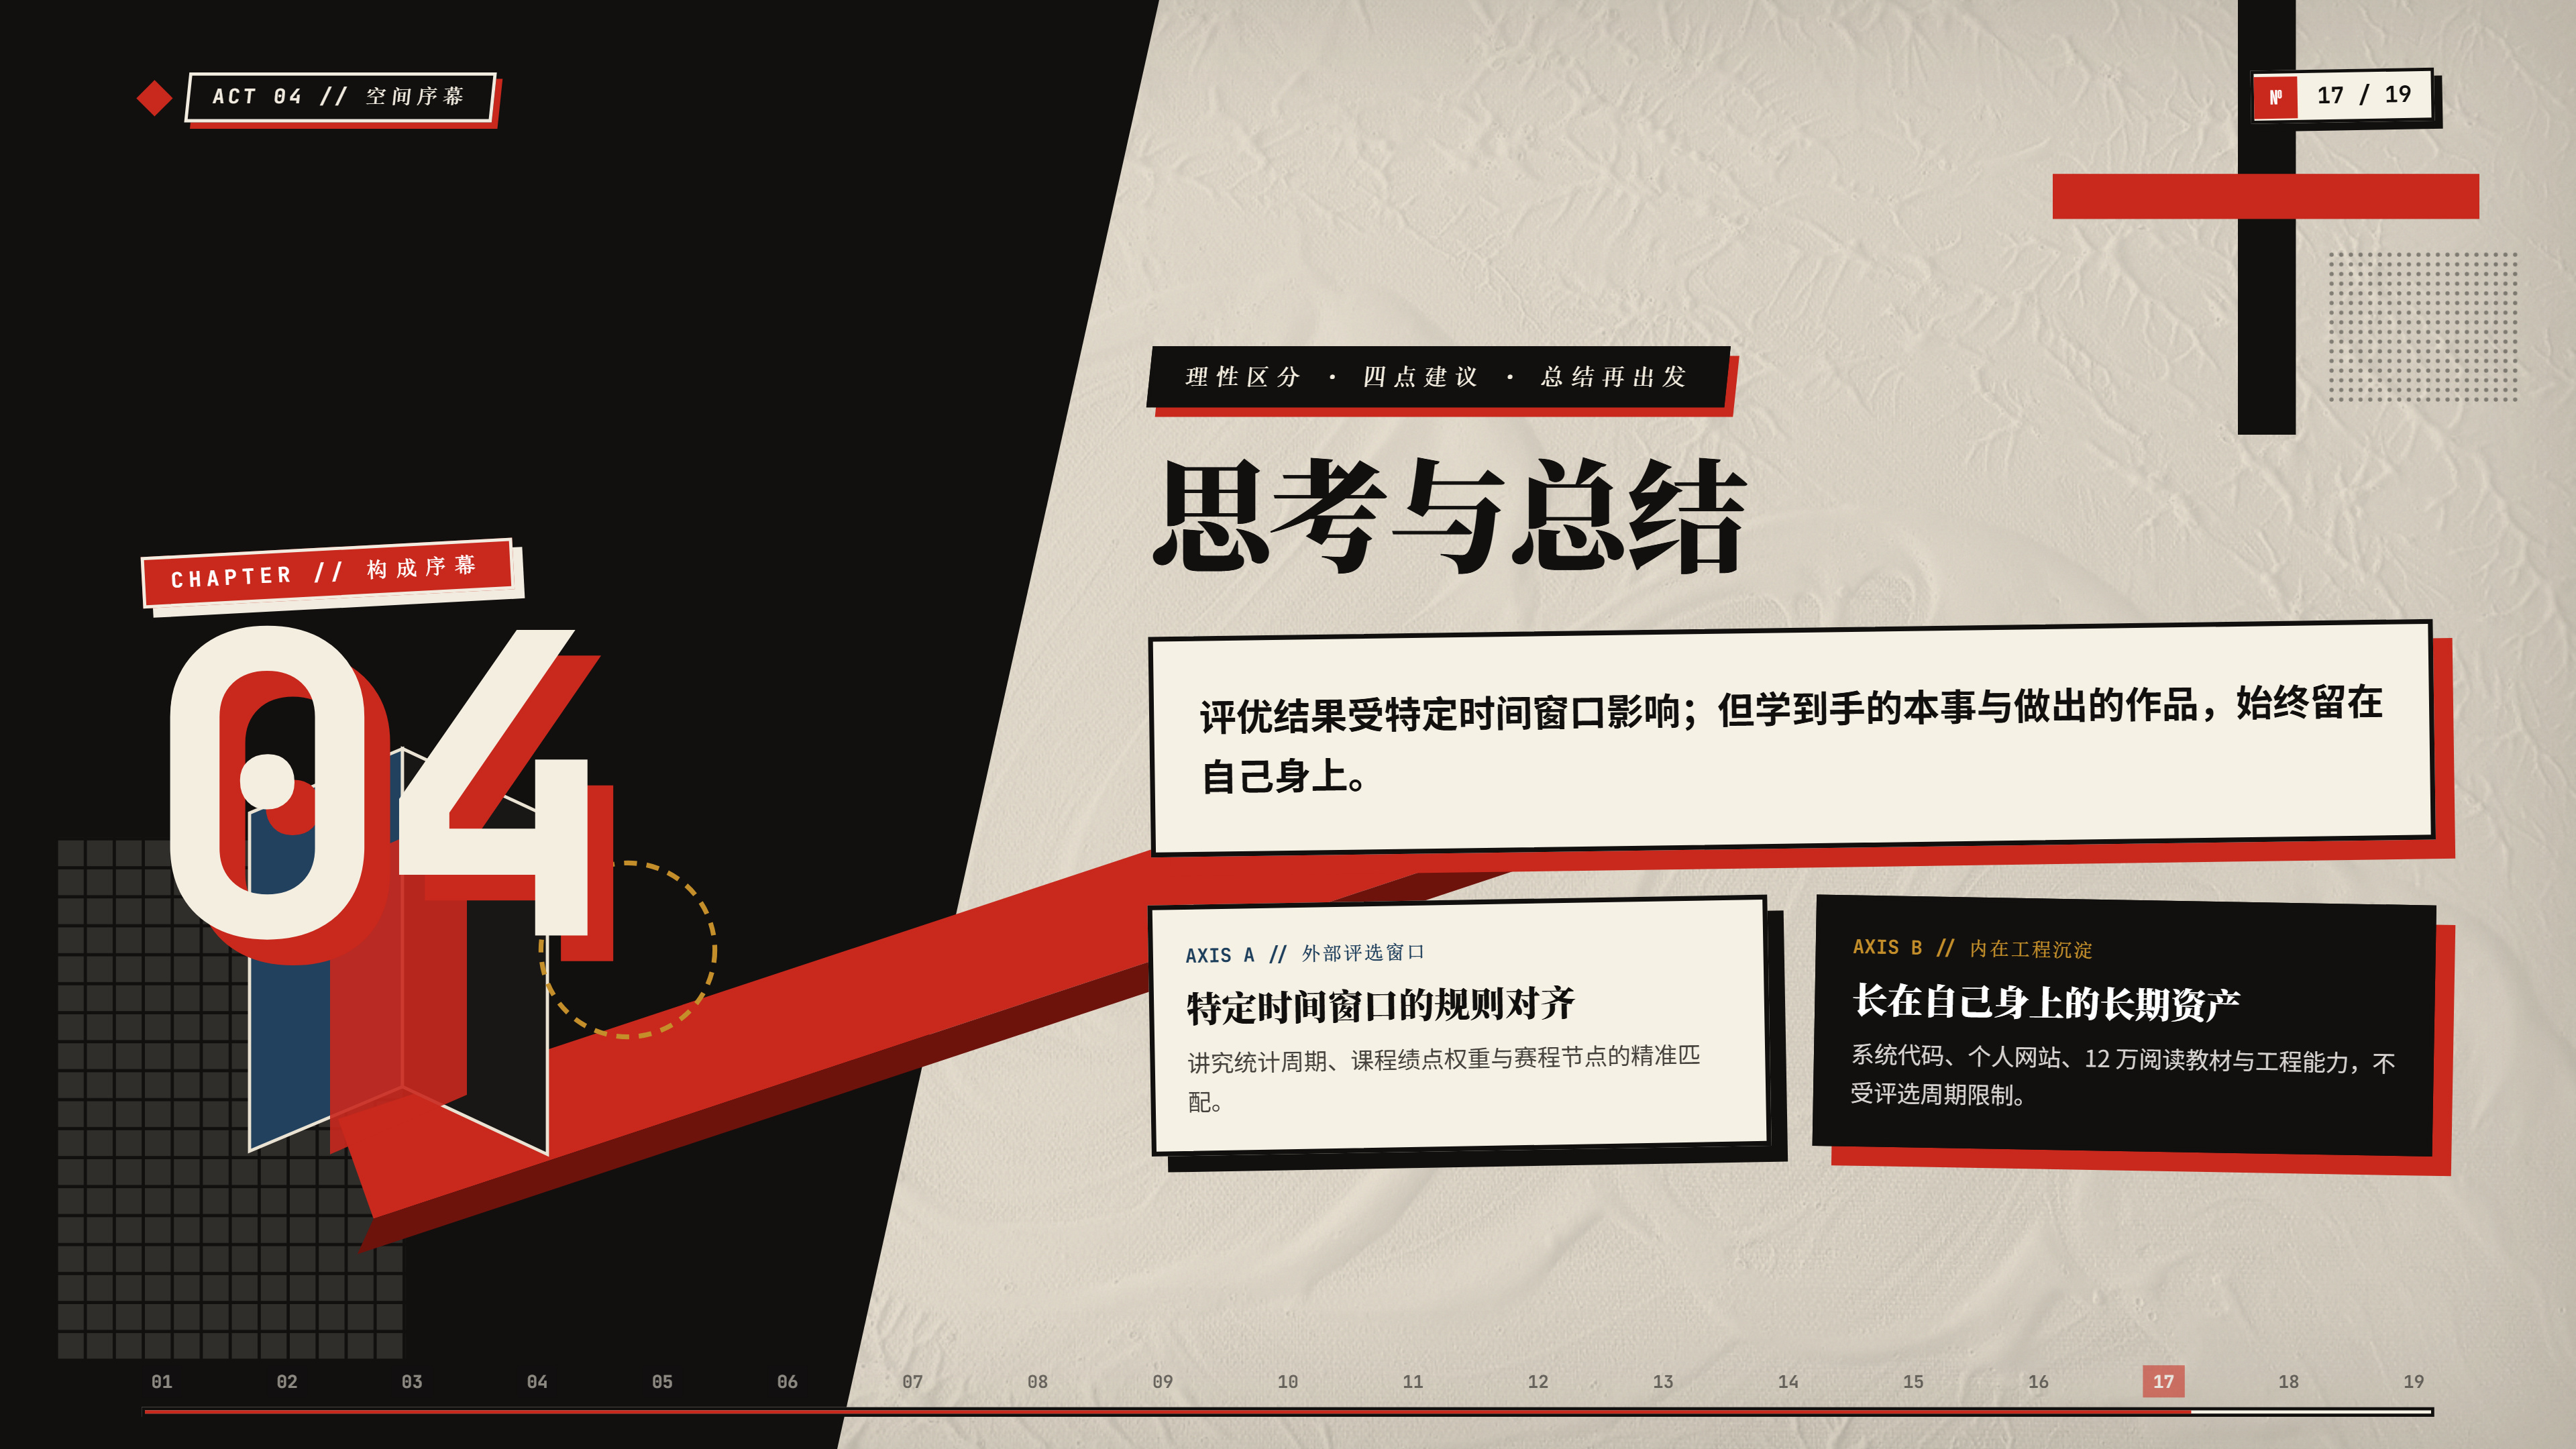 ACT 04 // 空间序幕
Nº 17 / 19
CHAPTER // 构成序幕
04
理性区分 · 四点建议 · 总结再出发
思考与总结
评优结果受特定时间窗口影响；但学到手的本事与做出的作品，始终留在
自己身上。
AXIS A // 外部评选窗口
特定时间窗口的规则对齐
讲究统计周期、课程绩点权重与赛程节点的精准匹
配。
AXIS B // 内在工程沉淀
长在自己身上的长期资产
系统代码、个人网站、12 万阅读教材与工程能力，不
受评选周期限制。
01 02 03 04 05 06 07 08 09 10 11 12 13 14 15 16 17 18 19